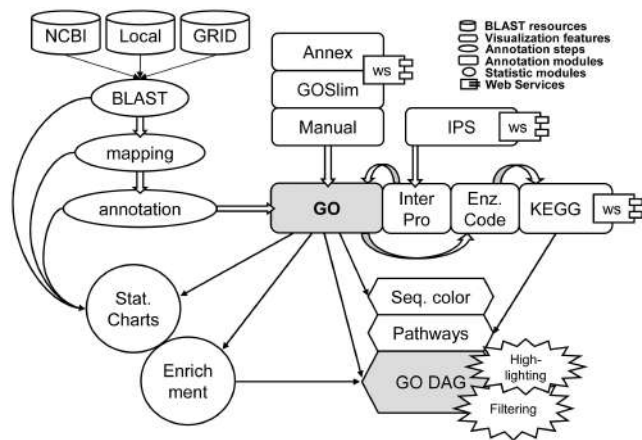 NCBI
Local
GRID
BLAST
mapping
annotation
Annex
GOSlim
Manual
ws
IPS
ws
BLAST resources
Visualization features
Annotation steps
Annotation modules
Statistic modules
Web Services
GO
Inter
Pro
Enz.
Code
KEGG
ws
Stat.
Charts
Enrich
ment
Seq. color
Pathways
GO DAG
High-
lighting
Filtering